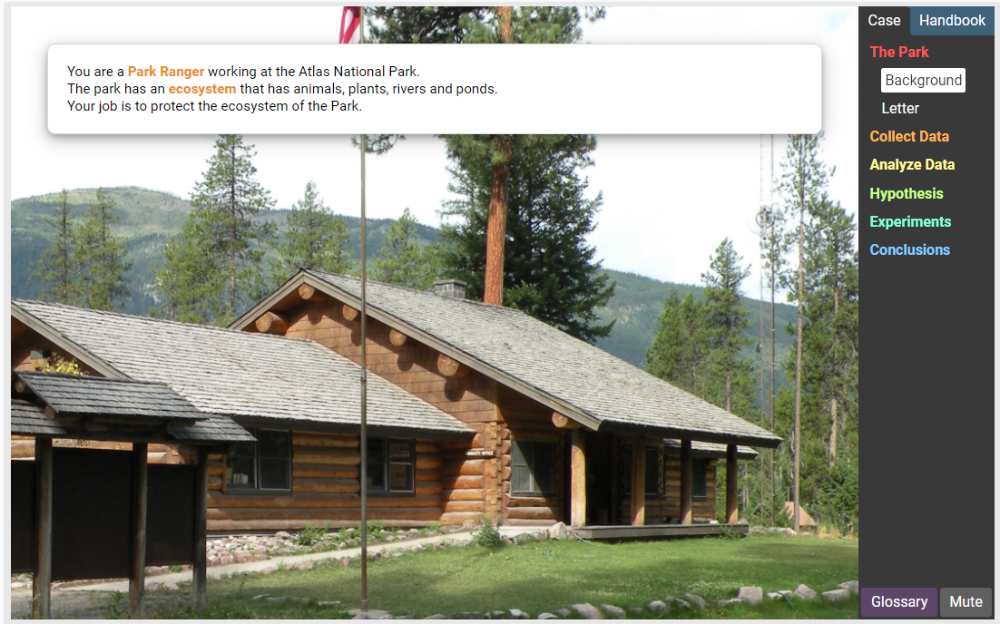 You are a Park Ranger working at the Atlas National Park.
The park has an ecosystem that has animals, plants, rivers and ponds.
Your job is to protect the ecosystem of the Park.
Case
Handbook
The Park
Background
Letter
Collect Data
Analyze Data
Hypothesis
Experiments
Conclusions
Glossary
Mute